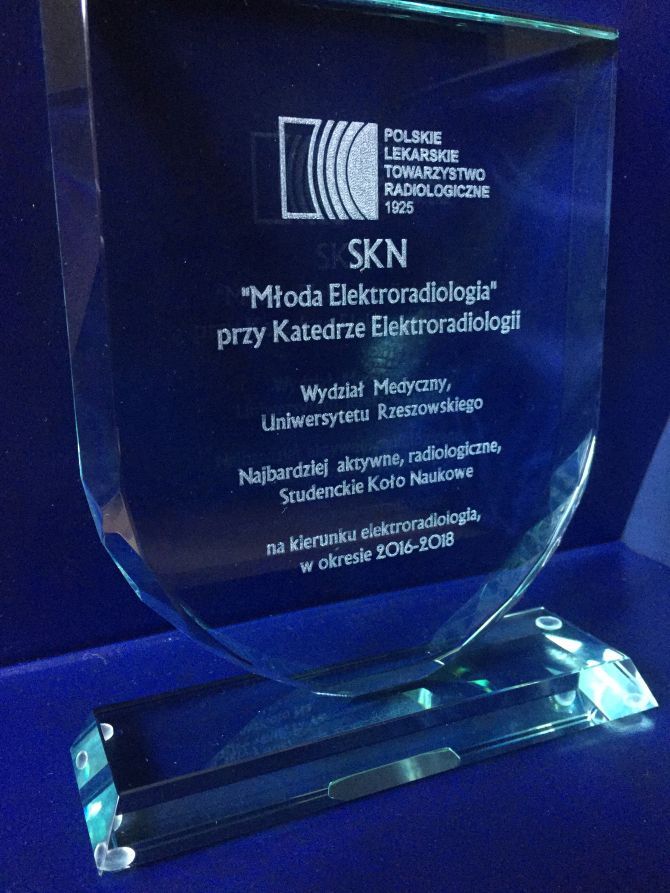 POLSKIE
LEKARSKIE
TOWARZYSTWO
RADIOLOGICZNE
1925
SKN
"Młoda Elektroradiologia"
przy Katedrze Elektroradiologii
Wydział Medyczny,
Uniwersytetu Rzeszowskiego
Najbardziej aktywne, radiologiczne,
Studenckie Koło Naukowe
na kierunku elektroradiologia,
w okresie 2016-2018